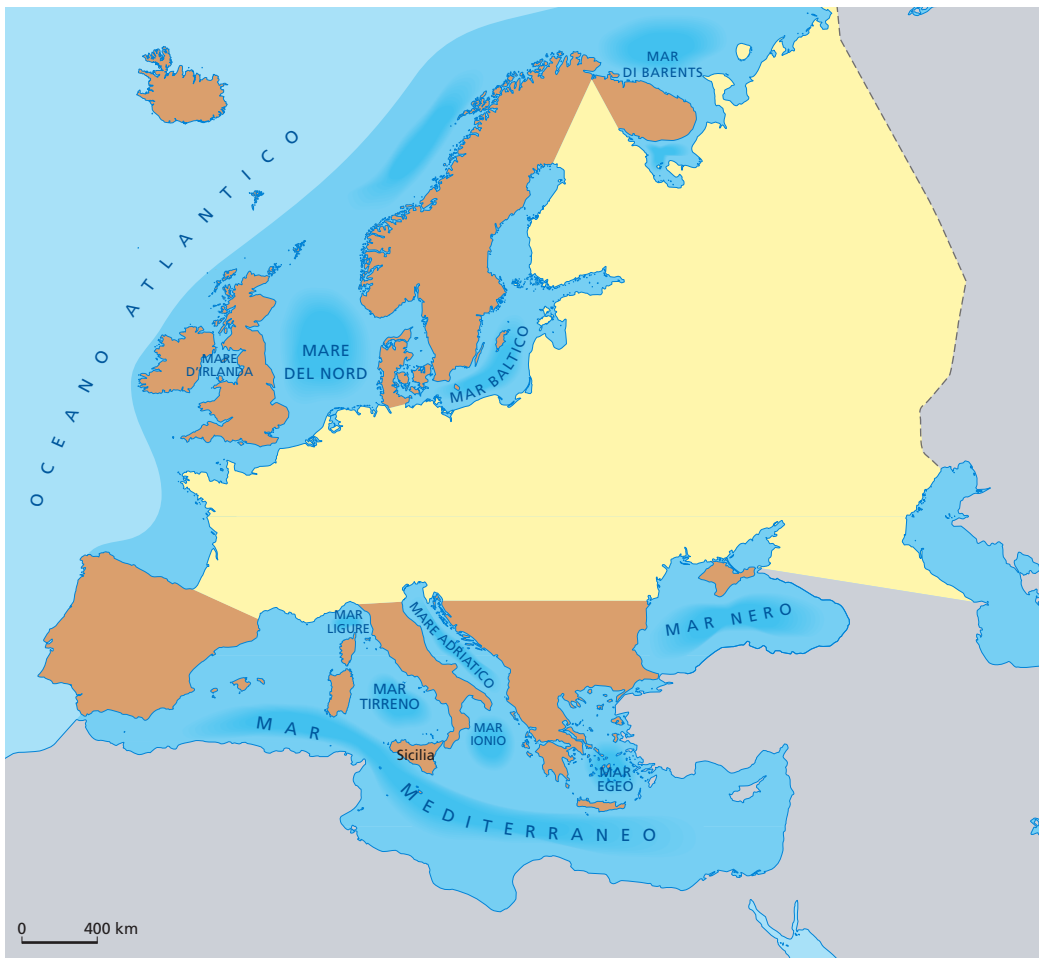 MAR
DI BARENTS
OCEANO ATLANTICO
MARE
DEL NORD
MARE
D'IRLANDA
MAR BALTICO
MAR
LIGURE
MARE ADRIATICO
MAR NERO
MAR
TIRRENO
MAR
IONIO
Sicilia
MAR
EGEO
MAR MEDITERRANEO
0 400 km